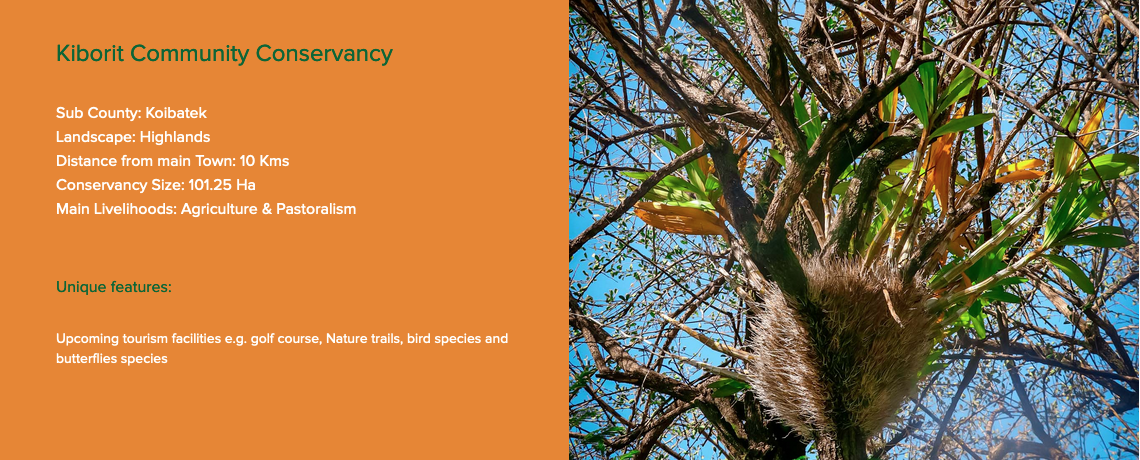 Kiborit Community Conservancy
Sub County: Koibatek
Landscape: Highlands
Distance from main Town: 10 Kms
Conservancy Size: 101.25 Ha
Main Livelihoods: Agriculture & Pastoralism
Unique features:
Upcoming tourism facilities e.g. golf course, Nature trails, bird species and
butterflies species